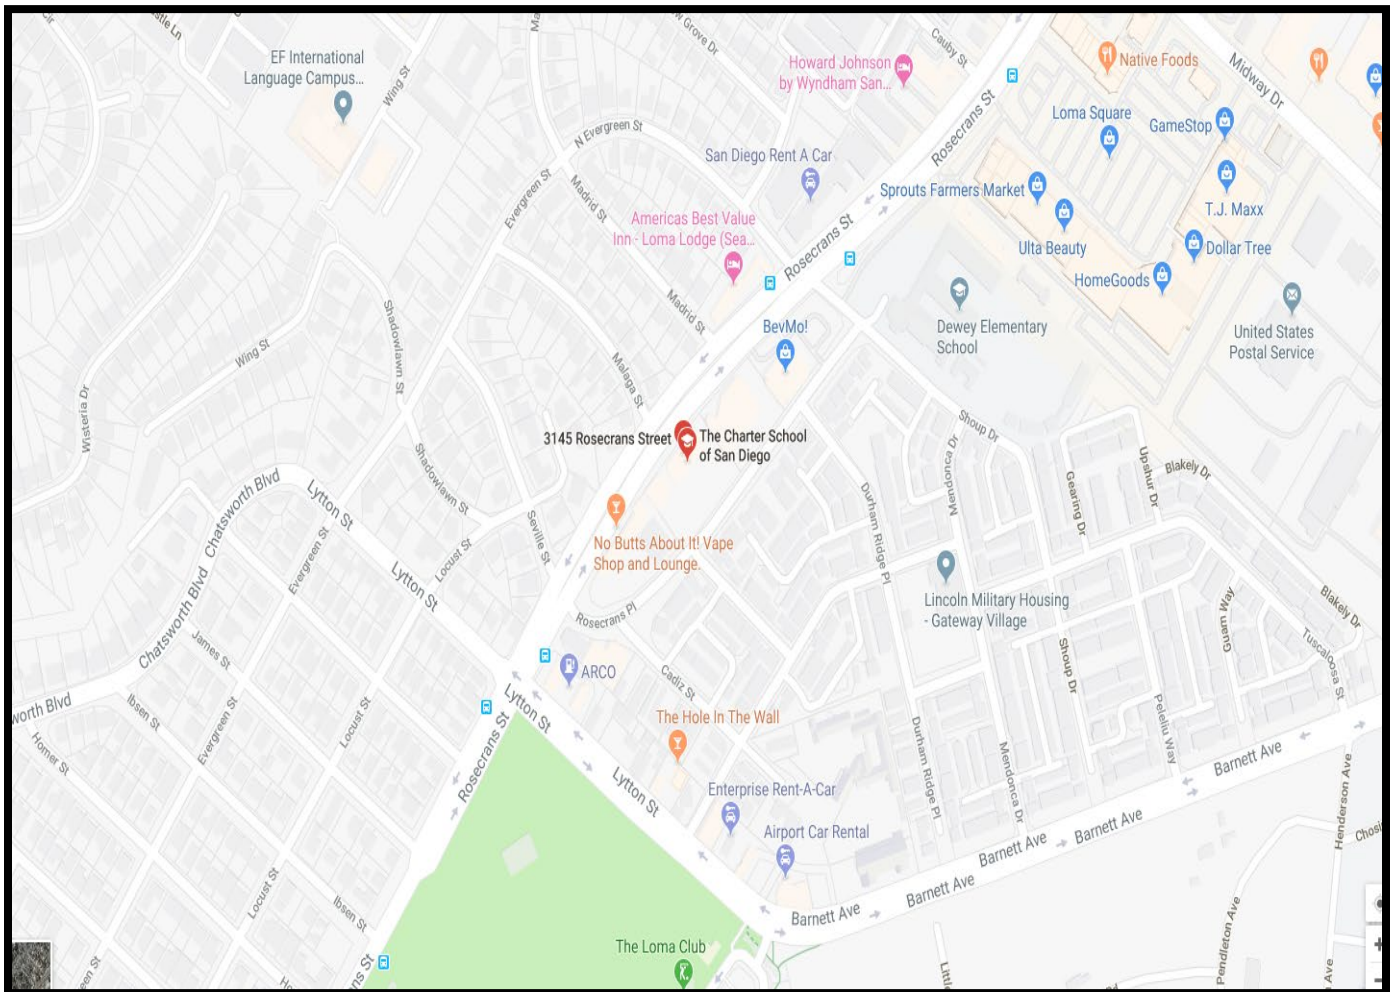 stle Ln
Cir
EF International
Language Campus...
Wing St
w Grove Dr
Cauby St
Howard Johnson
by Wyndham San...
Native Foods
Midway Dr
Rosecrans St
Loma Square
GameStop
N Evergreen St
San Diego Rent A Car
Sprouts Farmers Market
T.J. Maxx
Evergreen St
Madrid St
Americas Best Value
Inn - Loma Lodge (Sea...
Rosecrans St
Ulta Beauty
Dollar Tree
HomeGoods
Madrid St
BevMo!
Dewey Elementary
School
United States
Postal Service
Shadowlawn St
Wing St
Malaga St
Wisteria Dr
3145 Rosecrans Street
The Charter School
of San Diego
Shoup Dr
Mendonca Dr
Shadowlawn St
Gearing Dr
Upshur Dr
Blakely Dr
Chatsworth Blvd
Lytton St
Durham Ridge Pl
Seville St
No Butts About It! Vape
Shop and Lounge.
Evergreen St
Locust St
Lytton St
Chatsworth Blvd
Rosecrans Pl
Lincoln Military Housing
- Gateway Village
Guam Way
Blakely Dr
Tuscaloosa St
James St
ARCO
Cadiz St
Shoup Dr
worth Blvd
Ibsen St
Evergreen St
Locust St
Lytton St
The Hole In The Wall
Peleliu Way
Homer St
Rosecrans St
Lytton St
Durham Ridge Pl
Mendonca Dr
Barnett Ave
Enterprise Rent-A-Car
Airport Car Rental
Barnett Ave
Barnett Ave
Henderson Ave
Chosi
Locust St
Ibsen St
Barnett Ave
Barnett Ave
Pendleton Ave
The Loma Club
ns St
Ave